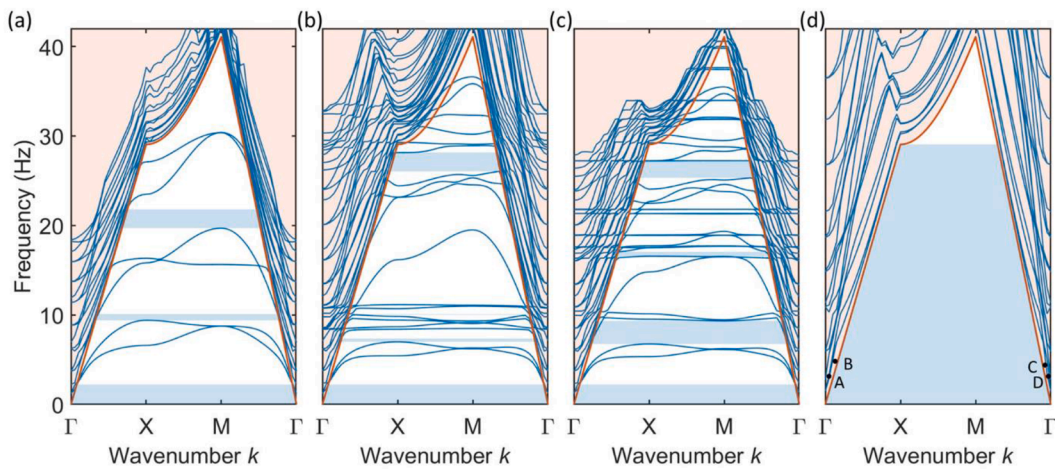 (a) (b) (c) (d)
40
30
20
10
0
Frequency (Hz)
B
A
C
D
Γ X M Γ Γ X M Γ Γ X M Γ Γ X M Γ
Wavenumber k Wavenumber k Wavenumber k Wavenumber k